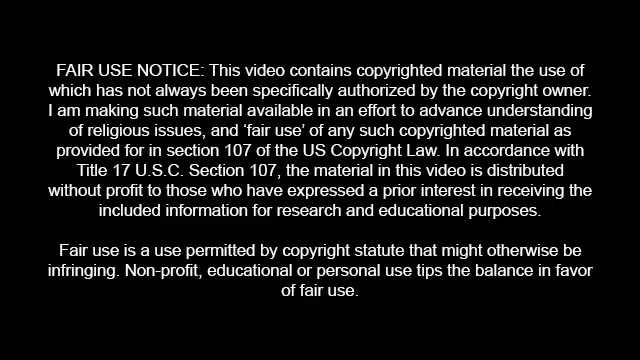 FAIR USE NOTICE: This video contains copyrighted material the use of
which has not always been specifically authorized by the copyright owner.
I am making such material available in an effort to advance understanding
of religious issues, and ‘fair use’ of any such copyrighted material as
provided for in section 107 of the US Copyright Law. In accordance with
Title 17 U.S.C. Section 107, the material in this video is distributed
without profit to those who have expressed a prior interest in receiving the
included information for research and educational purposes.
Fair use is a use permitted by copyright statute that might otherwise be
infringing. Non-profit, educational or personal use tips the balance in favor
of fair use.